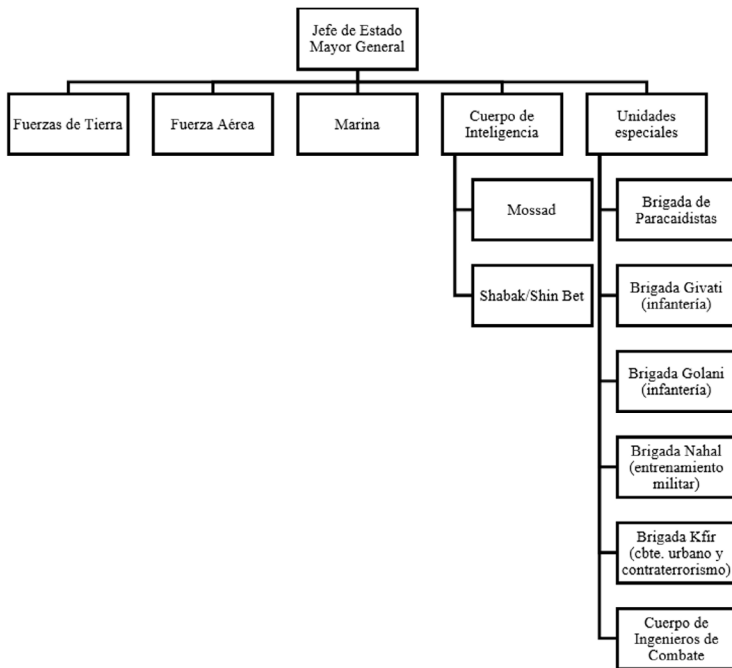 Jefe de Estado
Mayor General
Fuerzas de Tierra
Fuerza Aérea
Marina
Cuerpo de
Inteligencia
Unidades
especiales
Mossad
Shabak/Shin Bet
Brigada de
Paracaidistas
Brigada Givati
(infantería)
Brigada Golani
(infantería)
Brigada Nahal
(entrenamiento
militar)
Brigada Kfir
(cbte. urbano y
contraterrorismo)
Cuerpo de
Ingenieros de
Combate